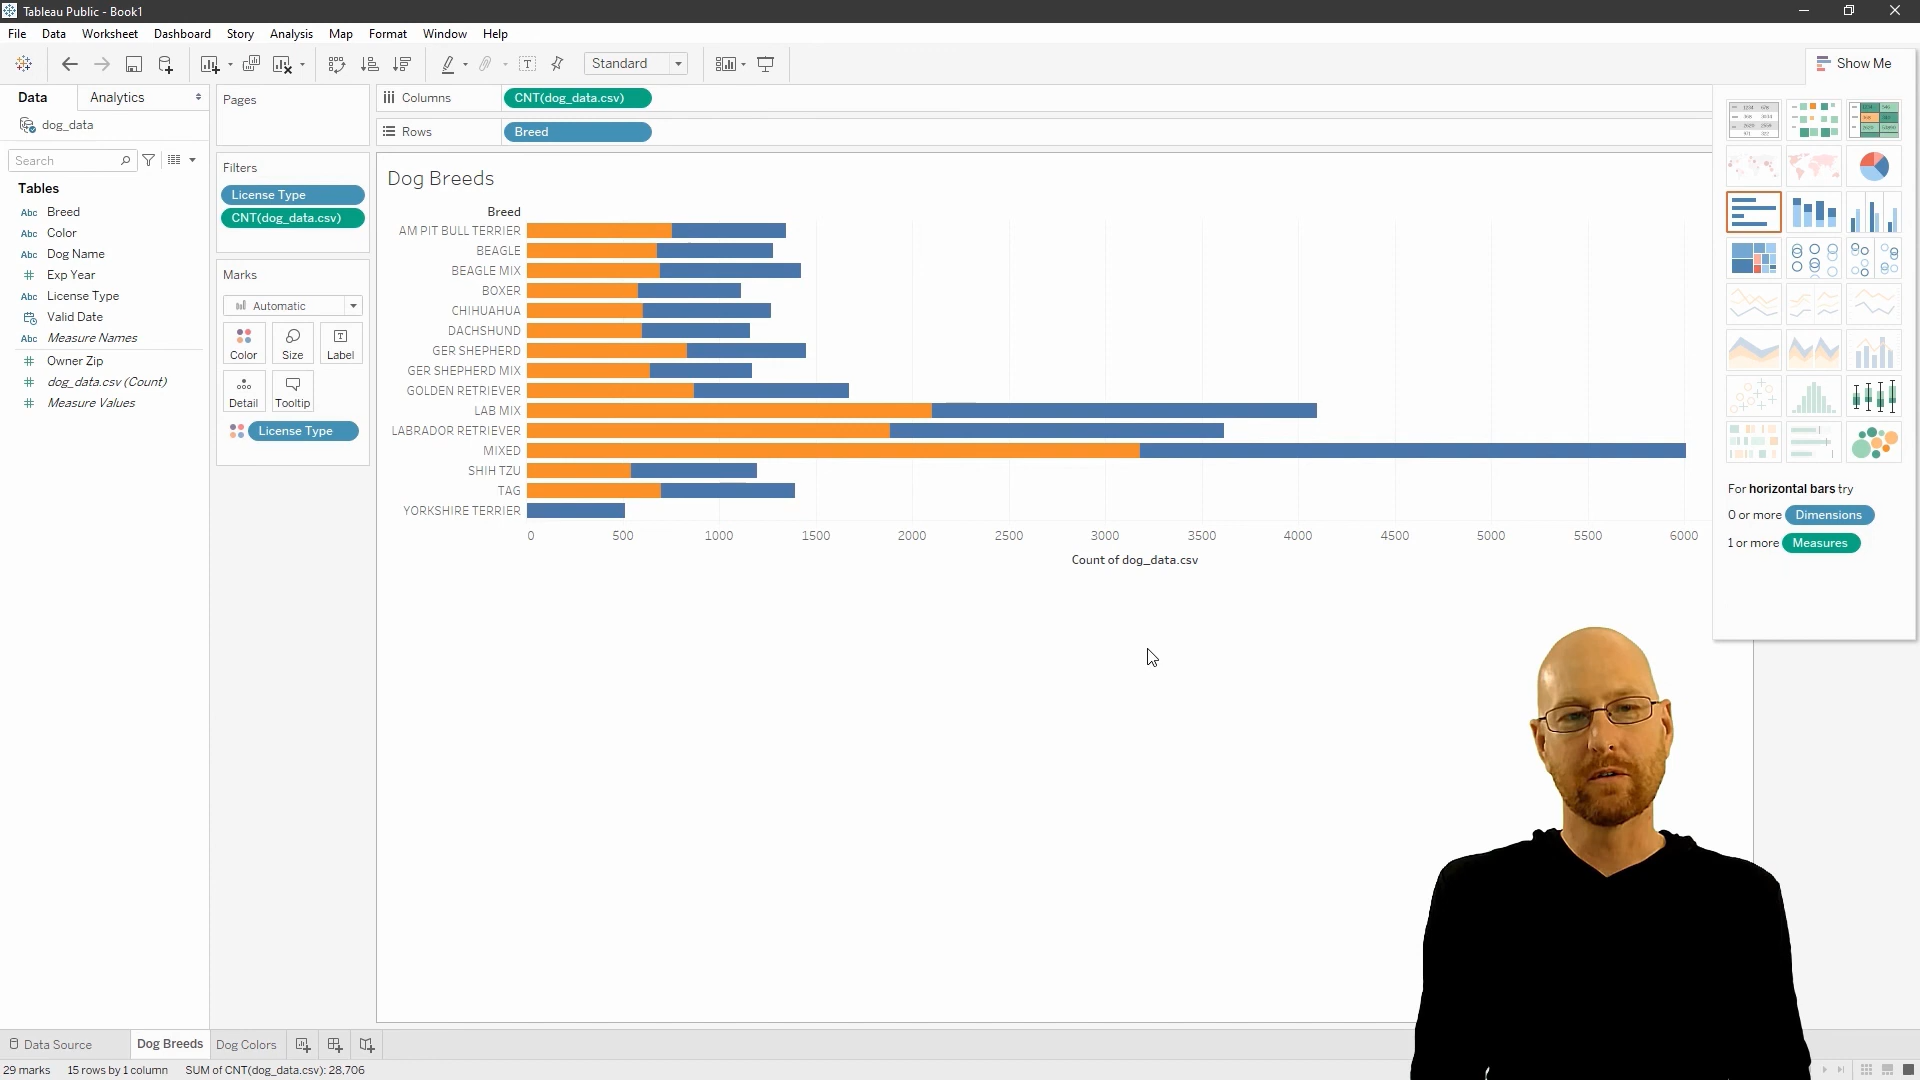 Tableau Public - Book1
File Data Worksheet Dashboard Story Analysis Map Format Window Help
Standard
Show Me
Data Analytics
dog_data
Search
Tables
Abc Breed
Abc Color
Abc Dog Name
# Exp Year
Abc License Type
Valid Date
Abc Measure Names
# Owner Zip
# dog_data.csv (Count)
# Measure Values
Pages
Filters
License Type
CNT(dog_data.csv)
Marks
Automatic
Color Size Label
Detail Tooltip
License Type
Columns CNT(dog_data.csv)
Rows Breed
Dog Breeds
Breed
AM PIT BULL TERRIER
BEAGLE
BEAGLE MIX
BOXER
CHIHUAHUA
DACHSHUND
GER SHEPHERD
GER SHEPHERD MIX
GOLDEN RETRIEVER
LAB MIX
LABRADOR RETRIEVER
MIXED
SHIH TZU
TAG
YORKSHIRE TERRIER
0 500 1000 1500 2000 2500 3000 3500 4000 4500 5000 5500 6000
Count of dog_data.csv
For horizontal bars try
0 or more Dimensions
1 or more Measures
Data Source Dog Breeds Dog Colors
29 marks 15 rows by 1 column SUM of CNT(dog_data.csv): 28,706